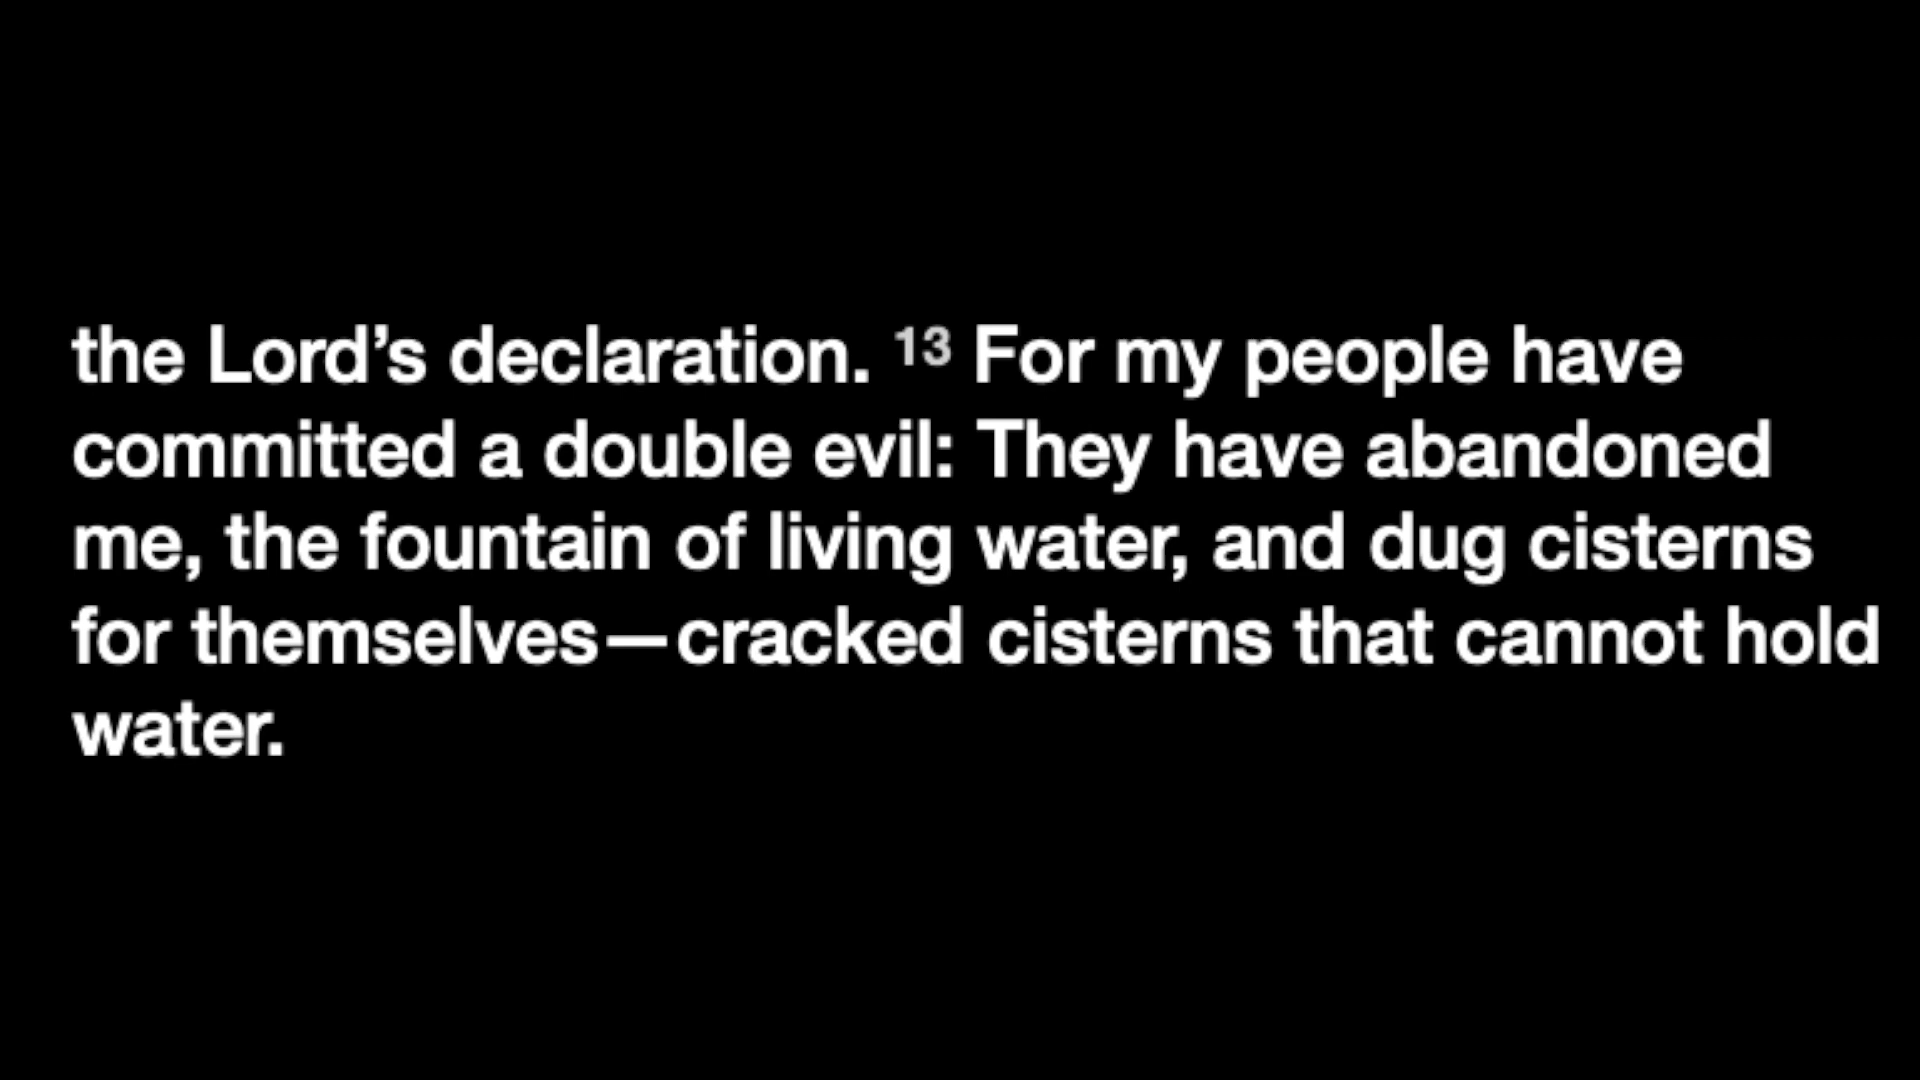 the Lord’s declaration. 13 For my people have
committed a double evil: They have abandoned
me, the fountain of living water, and dug cisterns
for themselves—cracked cisterns that cannot hold
water.